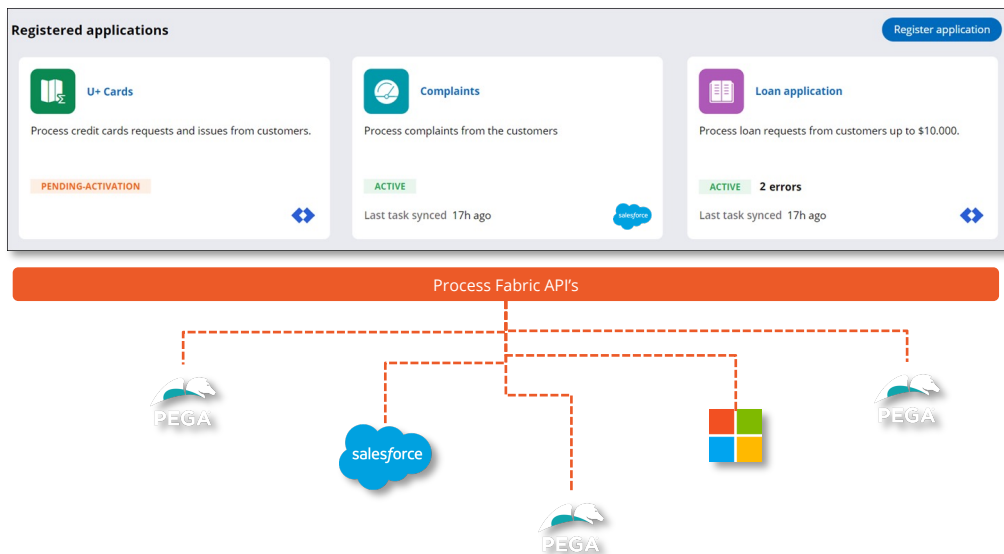 Registered applications
Register application
U+ Cards
Process credit cards requests and issues from customers.
PENDING-ACTIVATION
Complaints
Process complaints from the customers
ACTIVE
Last task synced 17h ago
salesforce
Loan application
Process loan requests from customers up to $10.000.
ACTIVE 2 errors
Last task synced 17h ago
Process Fabric API's
PEGA
PEGA
salesforce
PEGA